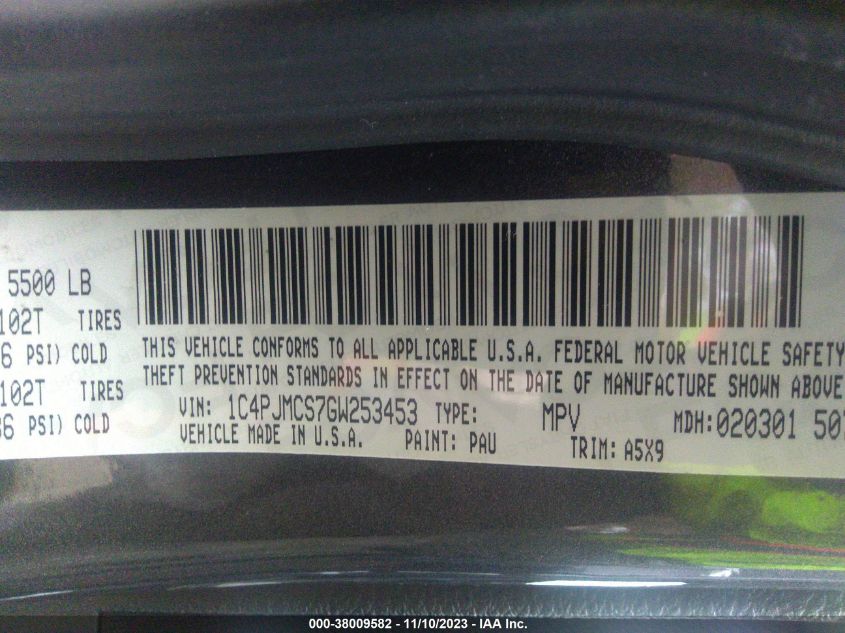 5500 LB
102T TIRES
6 PSI) COLD
102T TIRES
36 PSI) COLD
THIS VEHICLE CONFORMS TO ALL APPLICABLE U.S.A. FEDERAL MOTOR VEHICLE SAFETY
THEFT PREVENTION STANDARDS IN EFFECT ON THE DATE OF MANUFACTURE SHOWN ABOVE
VIN: 1C4PJMCS7GW253453 TYPE: MPV MDH:020301 507
VEHICLE MADE IN U.S.A. PAINT: PAU TRIM: A5X9
000-38009582 - 11/10/2023 - IAA Inc.